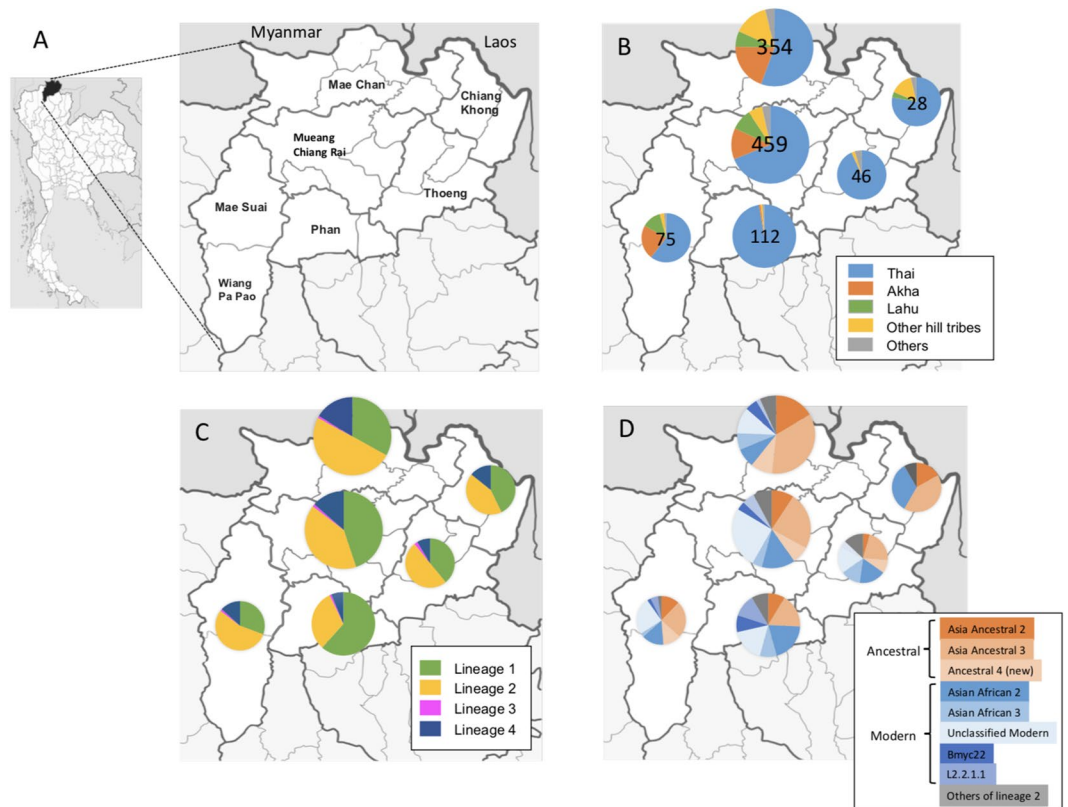 A
Myanmar
Laos
Mae Chan
Chiang
Khong
Mueang
Chiang Rai
Thoeng
Mae Suai
Phan
Wiang
Pa Pao
B
354
28
459
46
75
112
Thai
Akha
Lahu
Other hill tribes
Others
C
Lineage 1
Lineage 2
Lineage 3
Lineage 4
D
Ancestral
Asia Ancestral 2
Asia Ancestral 3
Ancestral 4 (new)
Modern
Asian African 2
Asian African 3
Unclassified Modern
Bmyc22
L2.2.1.1
Others of lineage 2